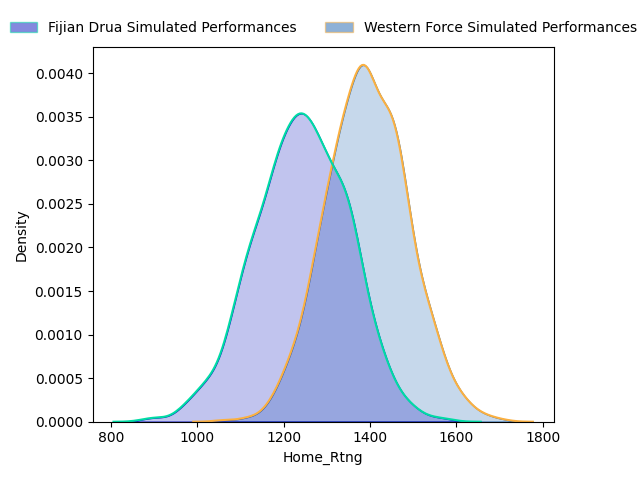 Fijian Drua Simulated Performances Western Force Simulated Performances
0.0040
0.0035
0.0030
0.0025
0.0020
0.0015
0.0010
0.0005
0.0000
Density
800 1000 1200 1400 1600 1800
Home_Rtng